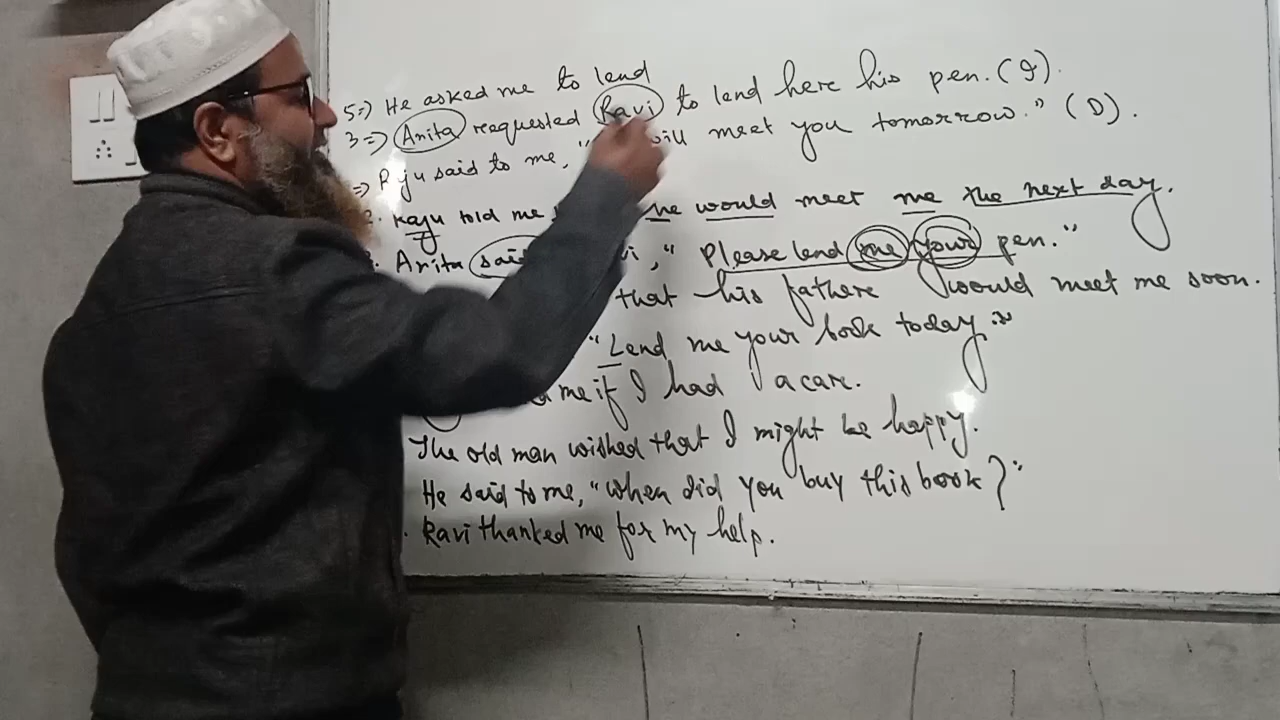 5 ⇒ He asked me to lend
3 ⇒ Anita requested Ravi to lend here his pen. (I).
⇒ Raju said to me, " will meet you tomorrow." (D).
2. Raju told me he would meet me the next day.
3. Anita said , "Please lend me your pen."
that his fathere would meet me soon.
"Lend me your book today."
me if I had a care.
The old man wished that I might be happy.
He said to me, "When did you buy this book?"
. Ravi thanked me for my help.